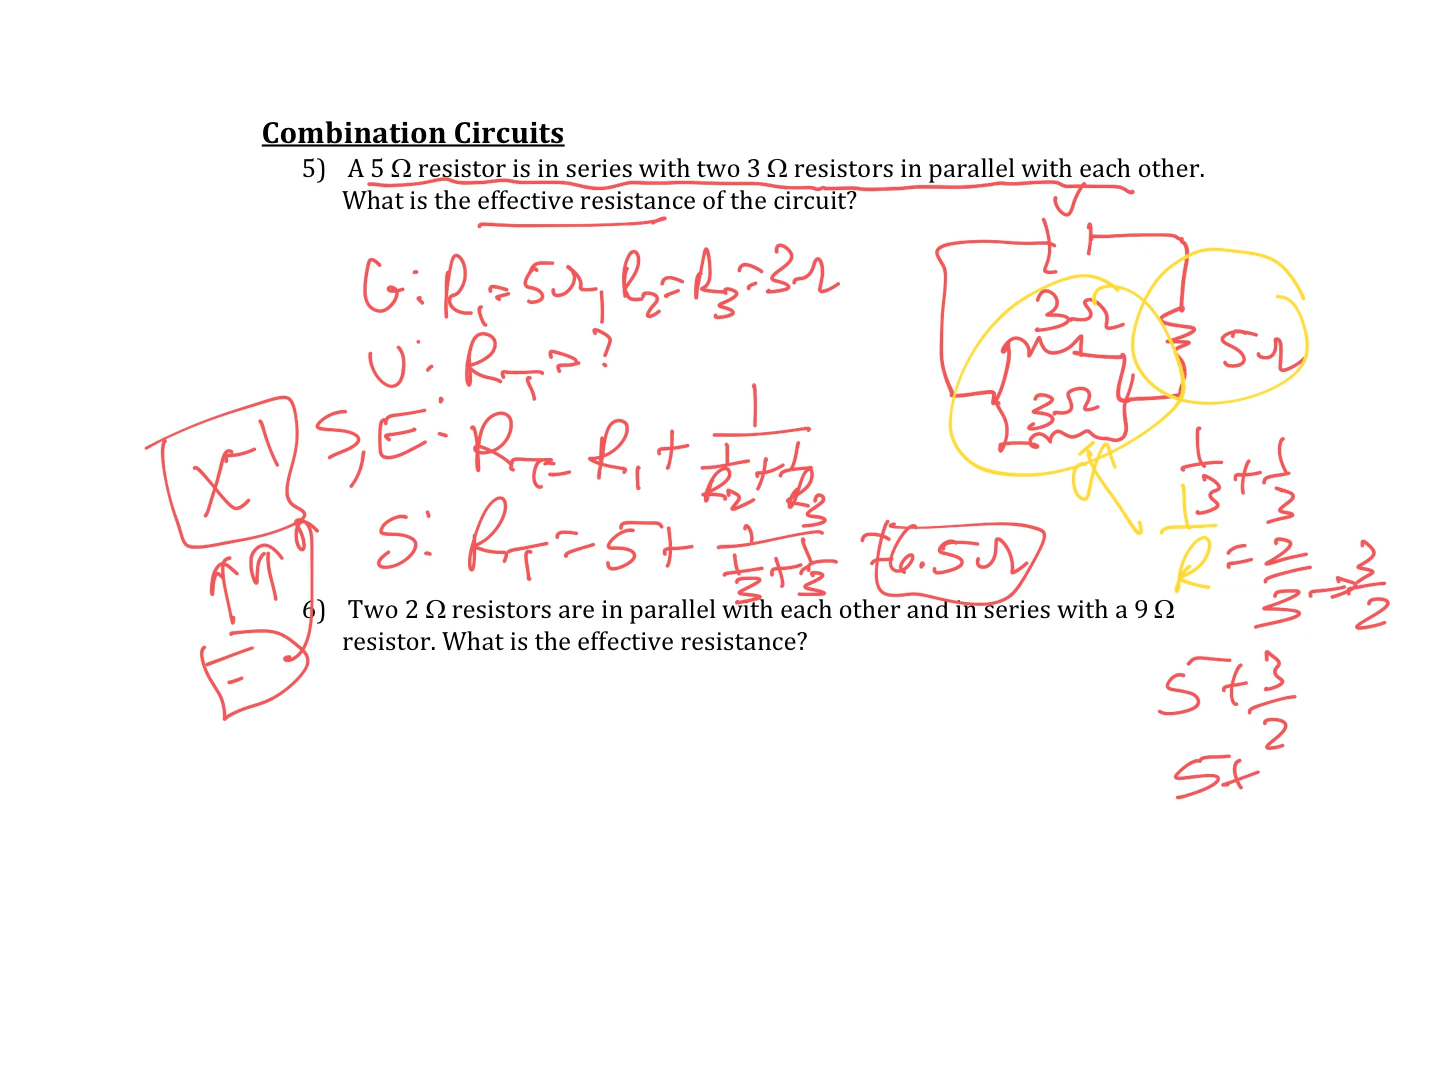 Combination Circuits
5) A 5 Ω resistor is in series with two 3 Ω resistors in parallel with each other.
What is the effective resistance of the circuit?
V
G: R₁ = 5Ω, R₂ = R₃ = 3Ω
3Ω
5Ω
U: R_T = ?
3Ω
X⁻¹
S, E: R_T = R₁ + 1/(1/R₂ + 1/R₃)
1/3 + 1/3
S: R_T = 5 + 1/(1/3 + 1/3) = 6.5Ω
1/R = 2/3 → 3/2
6) Two 2 Ω resistors are in parallel with each other and in series with a 9 Ω
resistor. What is the effective resistance?
=
5 + 3/2
5+